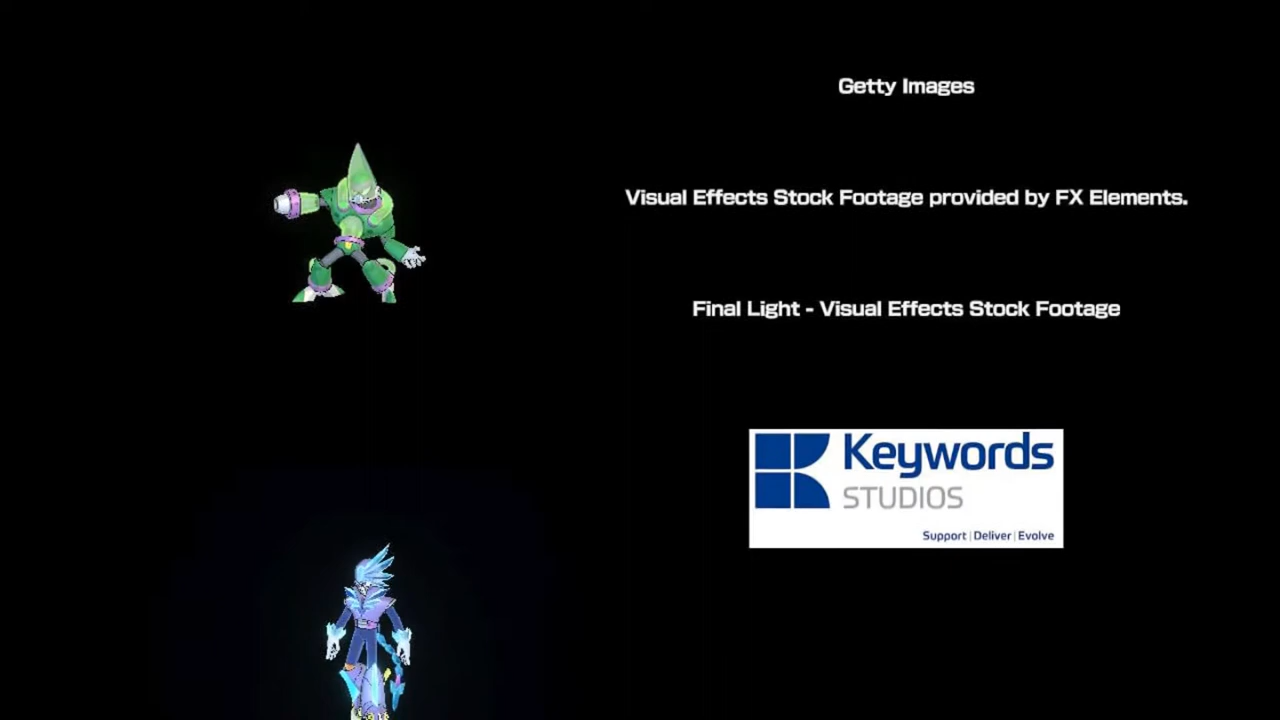 Getty Images
Visual Effects Stock Footage provided by FX Elements.
Final Light - Visual Effects Stock Footage
Keywords
STUDIOS
Support | Deliver | Evolve